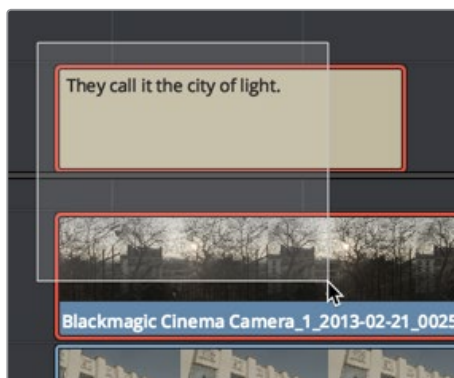 They call it the city of light.
Blackmagic Cinema Camera_1_2013-02-21_0025